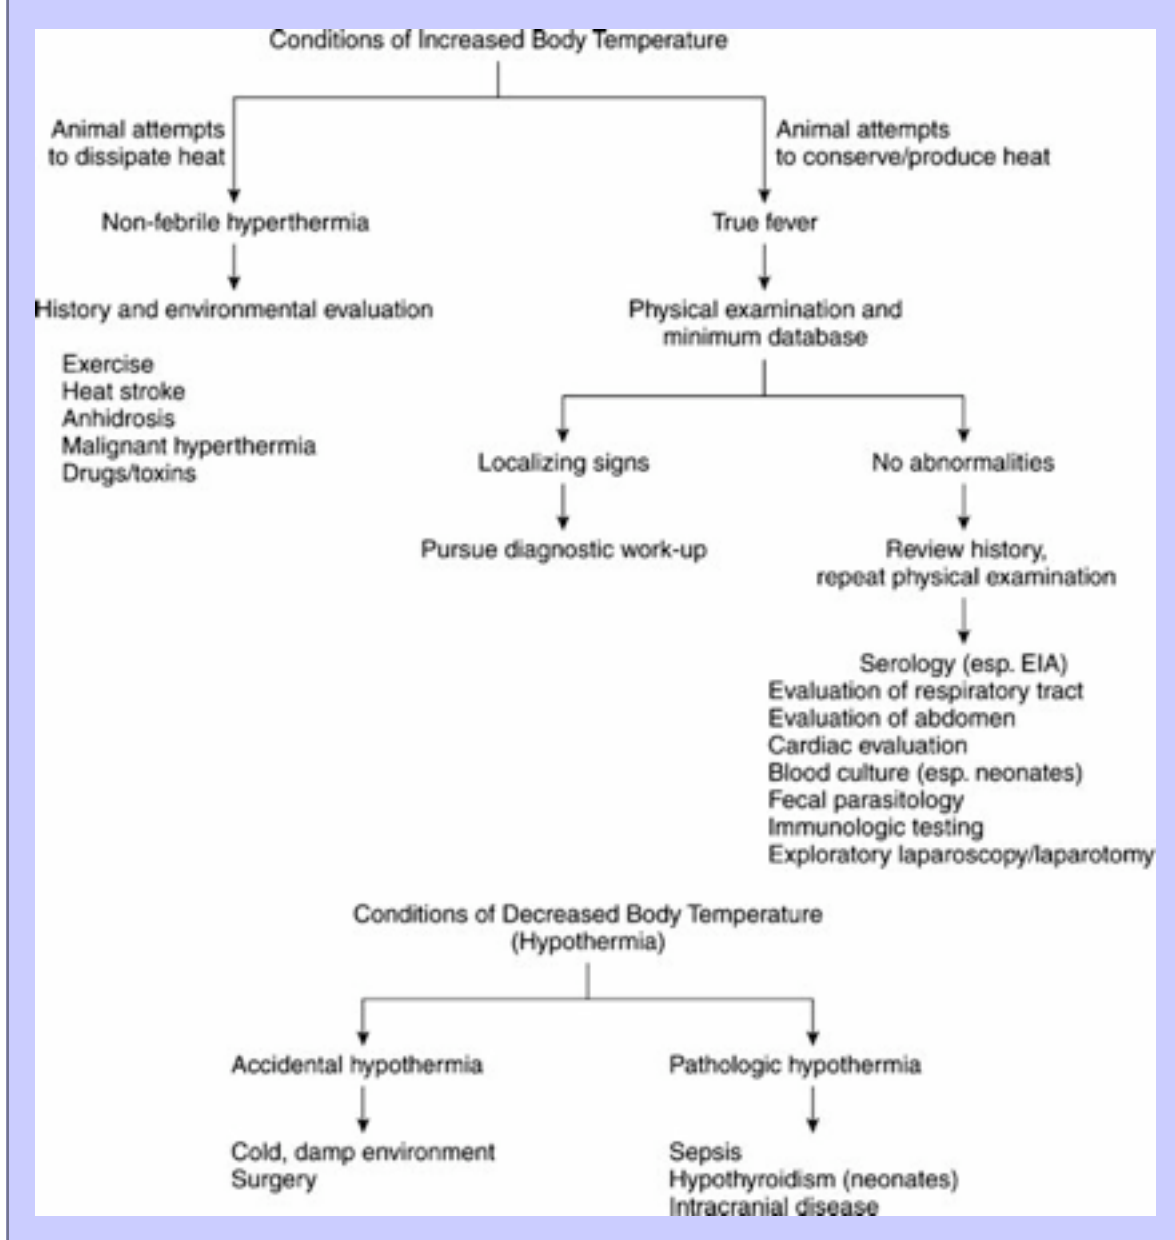 Conditions of Increased Body Temperature
Animal attempts
to dissipate heat
Animal attempts
to conserve/produce heat
Non-febrile hyperthermia
True fever
History and environmental evaluation
Physical examination and
minimum database
Exercise
Heat stroke
Anhidrosis
Malignant hyperthermia
Drugs/toxins
Localizing signs
No abnormalities
Pursue diagnostic work-up
Review history,
repeat physical examination
Serology (esp. EIA)
Evaluation of respiratory tract
Evaluation of abdomen
Cardiac evaluation
Blood culture (esp. neonates)
Fecal parasitology
Immunologic testing
Exploratory laparoscopy/laparotomy
Conditions of Decreased Body Temperature
(Hypothermia)
Accidental hypothermia
Pathologic hypothermia
Cold, damp environment
Surgery
Sepsis
Hypothyroidism (neonates)
Intracranial disease